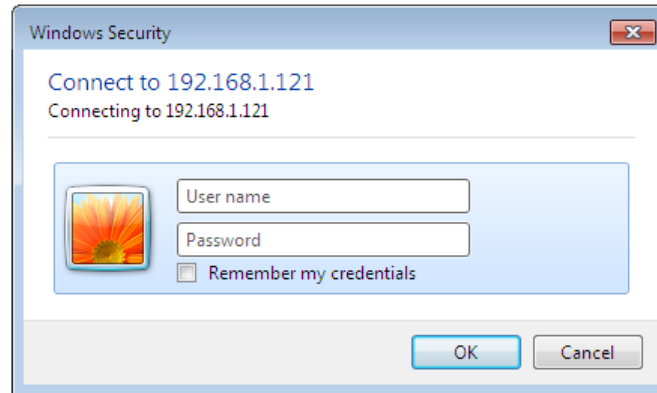 Windows Security
Connect to 192.168.1.121
Connecting to 192.168.1.121
User name
Password
Remember my credentials
OK
Cancel